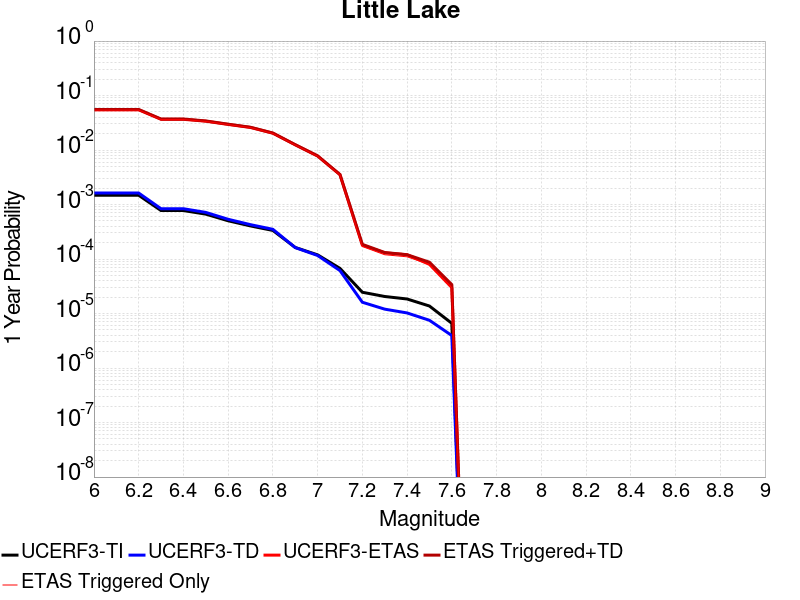 Little Lake
1 Year Probability
10^0
10^-1
10^-2
10^-3
10^-4
10^-5
10^-6
10^-7
10^-8
6 6.2 6.4 6.6 6.8 7 7.2 7.4 7.6 7.8 8 8.2 8.4 8.6 8.8 9
Magnitude
UCERF3-TI UCERF3-TD UCERF3-ETAS ETAS Triggered+TD
ETAS Triggered Only